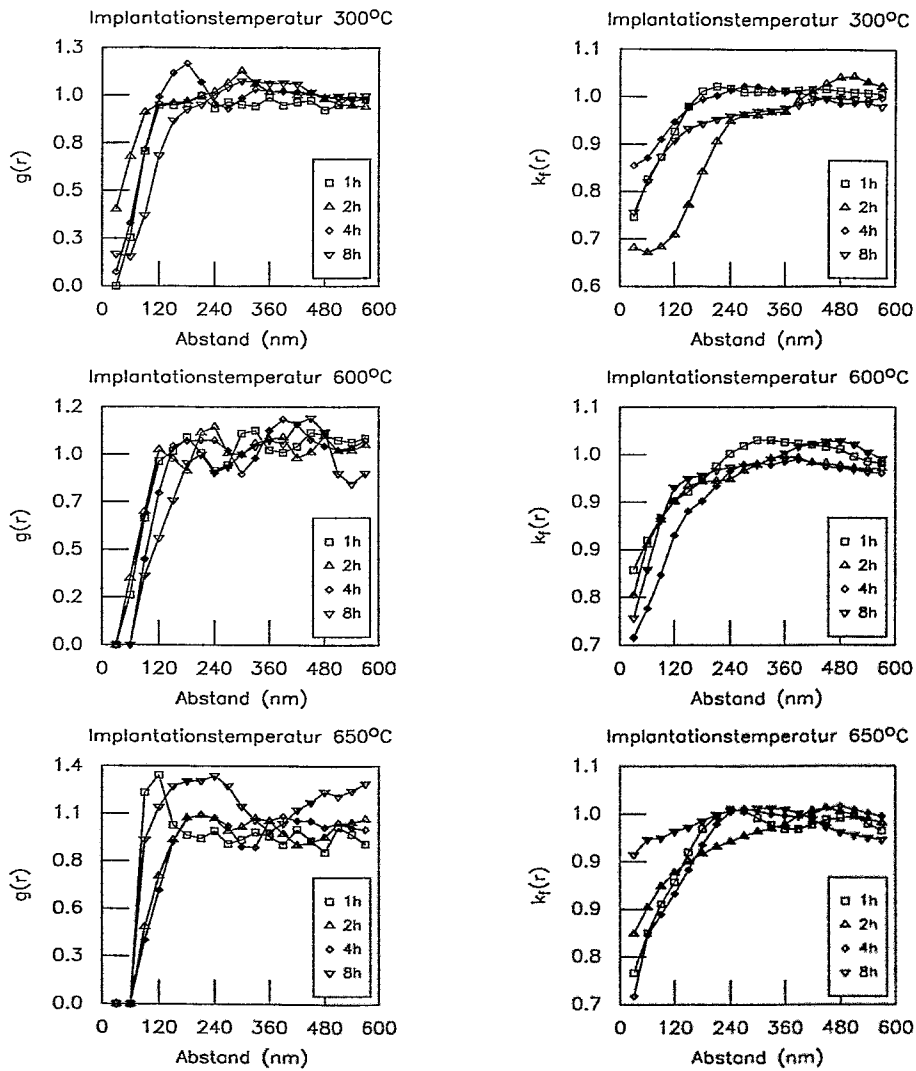 Implantationstemperatur 300°C
1.3
1.0
0.8
0.5
0.3
0.0
g(r)
1h
2h
4h
8h
0 120 240 360 480 600
Abstand (nm)
Implantationstemperatur 300°C
1.1
1.0
0.9
0.8
0.7
0.6
k_f(r)
1h
2h
4h
8h
0 120 240 360 480 600
Abstand (nm)
Implantationstemperatur 600°C
1.2
1.0
0.7
0.5
0.2
0.0
g(r)
1h
2h
4h
8h
0 120 240 360 480 600
Abstand (nm)
Implantationstemperatur 600°C
1.1
1.0
0.9
0.8
0.7
k_f(r)
1h
2h
4h
8h
0 120 240 360 480 600
Abstand (nm)
Implantationstemperatur 650°C
1.4
1.1
0.8
0.6
0.3
0.0
g(r)
1h
2h
4h
8h
0 120 240 360 480 600
Abstand (nm)
Implantationstemperatur 650°C
1.1
1.0
0.9
0.8
0.7
k_f(r)
1h
2h
4h
8h
0 120 240 360 480 600
Abstand (nm)